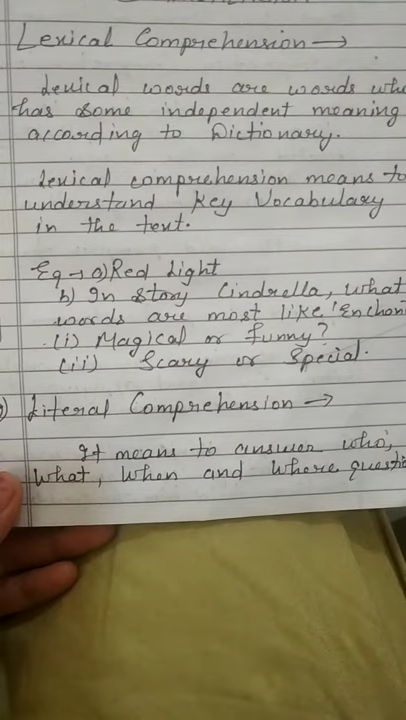 Lexical Comprehension →
Lexical words are words whi
has some independent meaning
according to Dictionary.
Lexical comprehension means to
understand key Vocabulary
in the text.
Eg → a) Red Light
b) In story Cindrella, what
words are most like 'Enchan
(i) Magical or Funny?
(ii) Scary or Special.
) Literal Comprehension →
It means to answer who,
What, When and Where questi